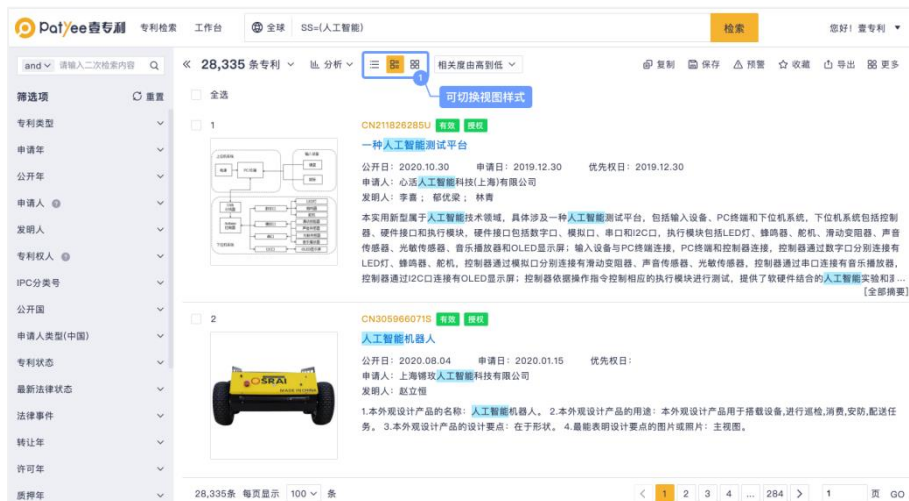 Patyee壹专利 专利检索 工作台 全球 SS=(人工智能) 检索 您好！壹专利
and 请输入二次检索内容
28,335 条专利 分析 相关度由高到低 复制 保存 预警 收藏 导出 更多
1
可切换视图样式
筛选项 重置
专利类型
申请年
公开年
申请人
发明人
专利权人
IPC分类号
公开国
申请人类型(中国)
专利状态
最新法律状态
法律事件
转让年
许可年
质押年
全选
1
CN211826285U 有效 授权
一种人工智能测试平台
公开日：2020.10.30 申请日：2019.12.30 优先权日：2019.12.30
申请人：心活人工智能科技(上海)有限公司
发明人：李喜； 郁优梁； 林青
本实用新型属于人工智能技术领域，具体涉及一种人工智能测试平台，包括输入设备、PC终端和下位机系统，下位机系统包括控制
器、硬件接口和执行模块，硬件接口包括数字口、模拟口、串口和I2C口，执行模块包括LED灯、蜂鸣器、舵机、滑动变阻器、声音
传感器、光敏传感器、音乐播放器和OLED显示屏；输入设备与PC终端连接，PC终端和控制器连接，控制器通过数字口分别连接有
LED灯、蜂鸣器、舵机，控制器通过模拟口分别连接有滑动变阻器、声音传感器、光敏传感器，控制器通过串口连接有音乐播放器，
控制器通过I2C口连接有OLED显示屏；控制器依据操作指令控制相应的执行模块进行测试，提供了软硬件结合的人工智能实验和...
[全部摘要]
2
CN305966071S 有效 授权
人工智能机器人
公开日：2020.08.04 申请日：2020.01.15 优先权日：
申请人：上海锵玫人工智能科技有限公司
发明人：赵立恒
OSRAI
1.本外观设计产品的名称：人工智能机器人。 2.本外观设计产品的用途：本外观设计产品用于搭载设备,进行巡检,消费,安防,配送任
务。 3.本外观设计产品的设计要点：在于形状。 4.最能表明设计要点的图片或照片：主视图。
28,335条 每页显示 100 条 1 2 3 4 ... 284 1 页 GO